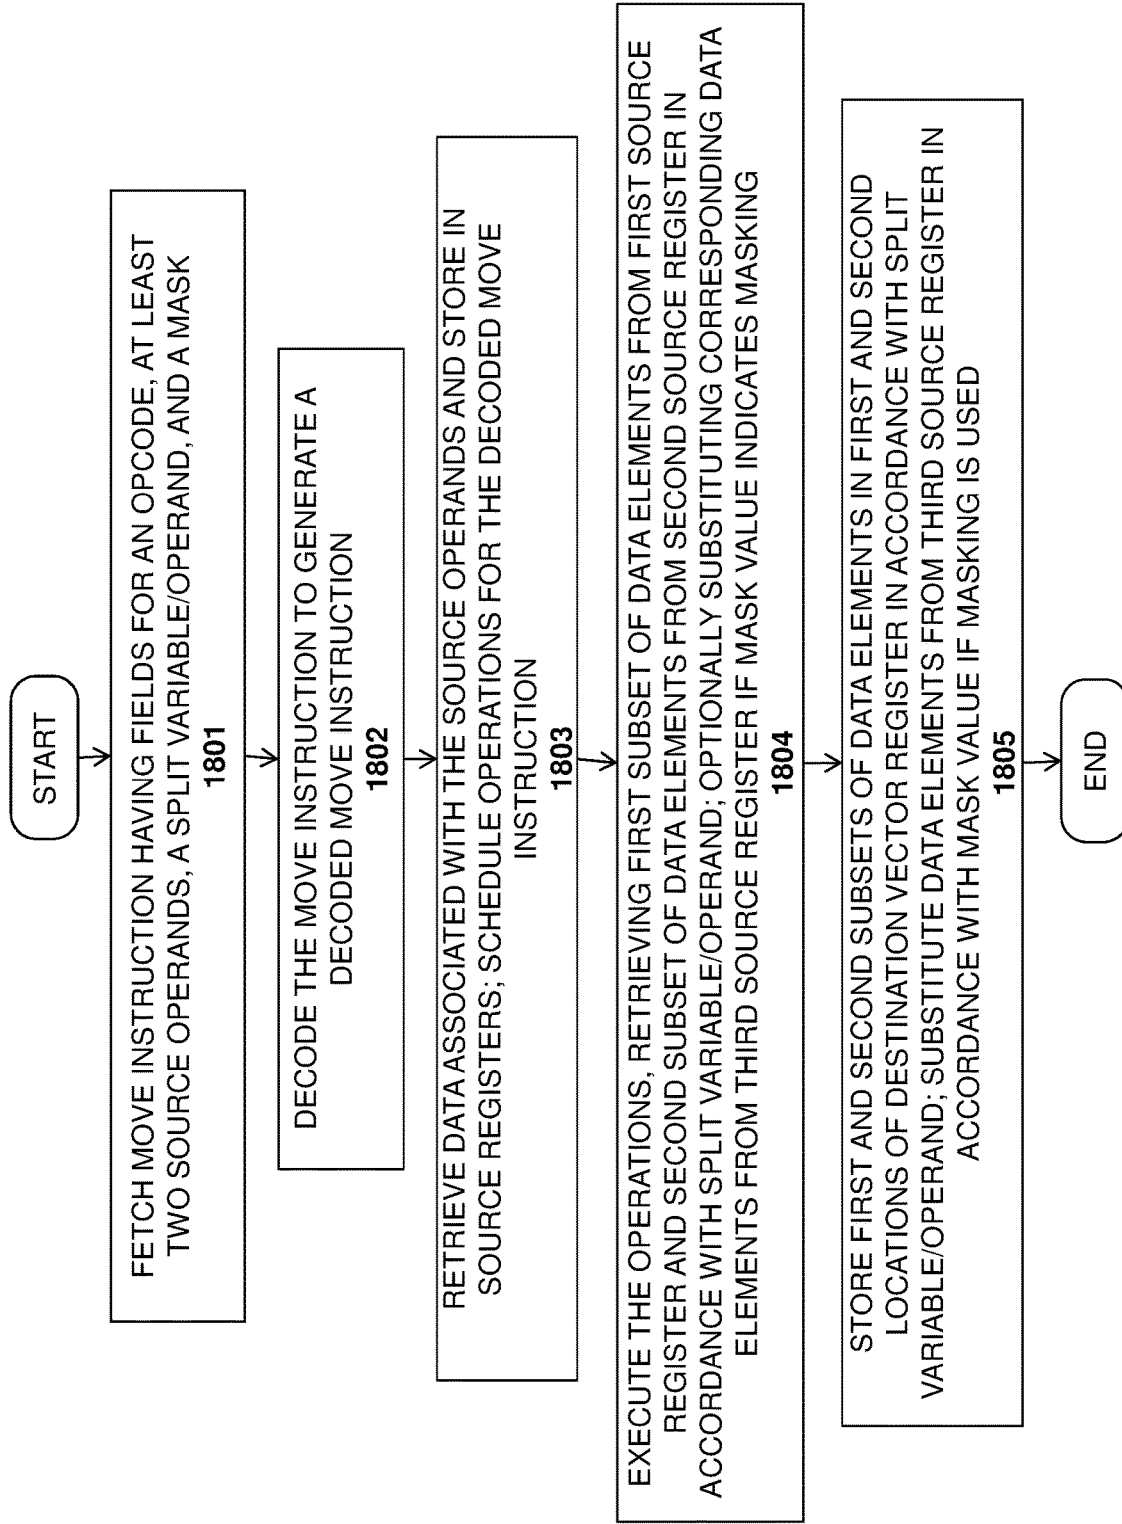 START
FETCH MOVE INSTRUCTION HAVING FIELDS FOR AN OPCODE, AT LEAST
TWO SOURCE OPERANDS, A SPLIT VARIABLE/OPERAND, AND A MASK
1801
DECODE THE MOVE INSTRUCTION TO GENERATE A
DECODED MOVE INSTRUCTION
1802
RETRIEVE DATA ASSOCIATED WITH THE SOURCE OPERANDS AND STORE IN
SOURCE REGISTERS; SCHEDULE OPERATIONS FOR THE DECODED MOVE
INSTRUCTION
1803
EXECUTE THE OPERATIONS, RETRIEVING FIRST SUBSET OF DATA ELEMENTS FROM FIRST SOURCE
REGISTER AND SECOND SUBSET OF DATA ELEMENTS FROM SECOND SOURCE REGISTER IN
ACCORDANCE WITH SPLIT VARIABLE/OPERAND; OPTIONALLY SUBSTITUTING CORRESPONDING DATA
ELEMENTS FROM THIRD SOURCE REGISTER IF MASK VALUE INDICATES MASKING
1804
STORE FIRST AND SECOND SUBSETS OF DATA ELEMENTS IN FIRST AND SECOND
LOCATIONS OF DESTINATION VECTOR REGISTER IN ACCORDANCE WITH SPLIT
VARIABLE/OPERAND; SUBSTITUTE DATA ELEMENTS FROM THIRD SOURCE REGISTER IN
ACCORDANCE WITH MASK VALUE IF MASKING IS USED
1805
END